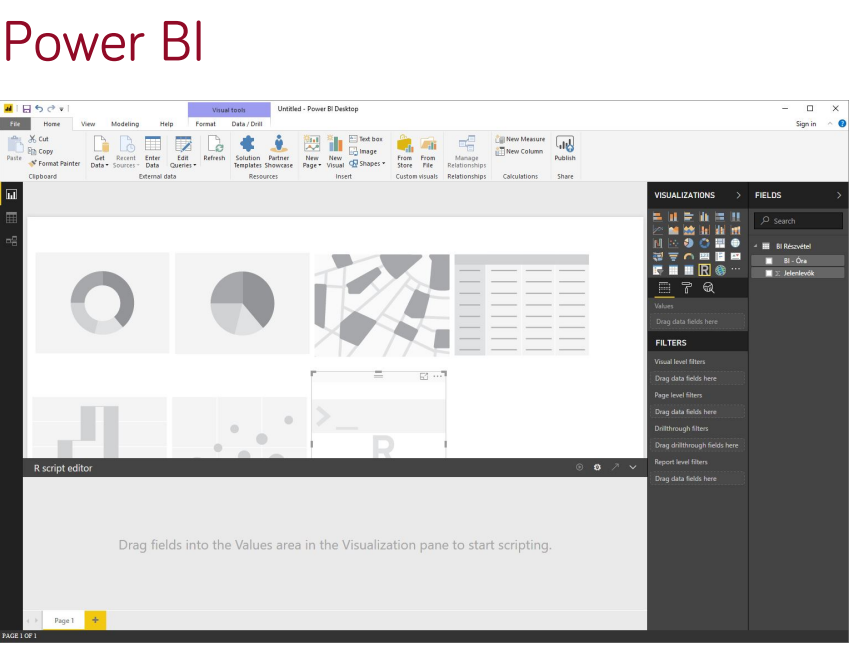 Power BI
Visual tools
Untitled - Power BI Desktop
File Home View Modeling Help Format Data / Drill Sign in
Cut
Copy
Format Painter
Paste
Clipboard
Get Data
Recent Sources
Enter Data
Edit Queries
External data
Refresh
Solution Templates
Partner Showcase
Resources
New Page
New Visual
Text box
Image
Shapes
Insert
From Store
From File
Custom visuals
Manage Relationships
Relationships
New Measure
New Column
Calculations
Publish
Share
VISUALIZATIONS
FIELDS
Search
BI Részvétel
BI - Óra
Σ Jelenlevők
Values
Drag data fields here
FILTERS
Visual level filters
Drag data fields here
Page level filters
Drag data fields here
Drillthrough filters
Drag drillthrough fields here
Report level filters
Drag data fields here
>_
R
R script editor
Drag fields into the Values area in the Visualization pane to start scripting.
Page 1
PAGE 1 OF 1